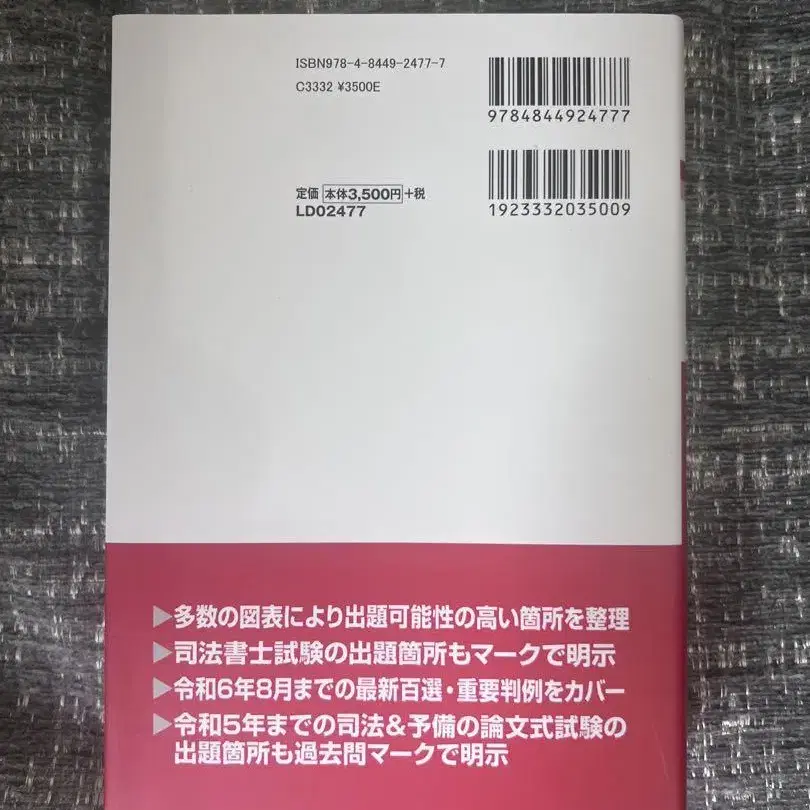 ISBN978-4-8449-2477-7
C3332 ¥3500E
9784844924777
定価 本体3,500円+税
LD02477
1923332035009
▶多数の図表により出題可能性の高い箇所を整理
▶司法書士試験の出題箇所もマークで明示
▶令和6年8月までの最新百選・重要判例をカバー
▶令和5年までの司法&予備の論文式試験の
出題箇所も過去問マークで明示